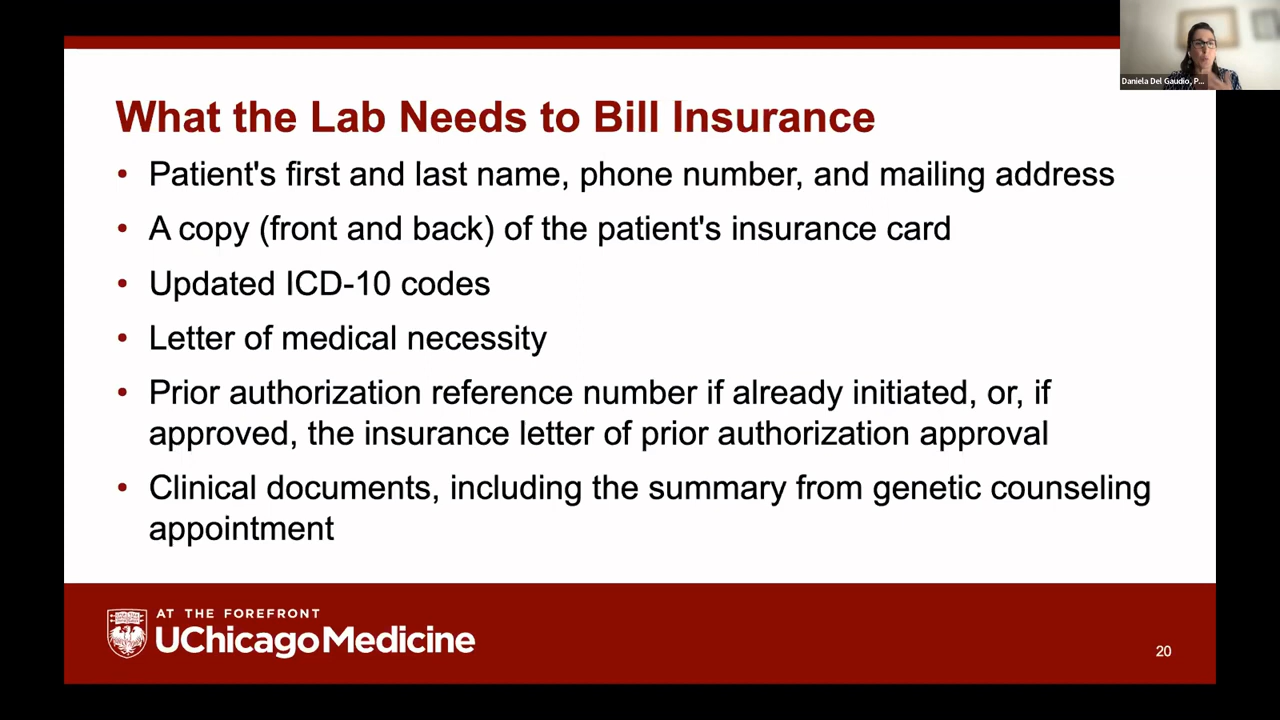 Daniela Del Gaudio, P...
What the Lab Needs to Bill Insurance
• Patient's first and last name, phone number, and mailing address
• A copy (front and back) of the patient's insurance card
• Updated ICD-10 codes
• Letter of medical necessity
• Prior authorization reference number if already initiated, or, if
approved, the insurance letter of prior authorization approval
• Clinical documents, including the summary from genetic counseling
appointment
AT THE FOREFRONT
UChicagoMedicine
20